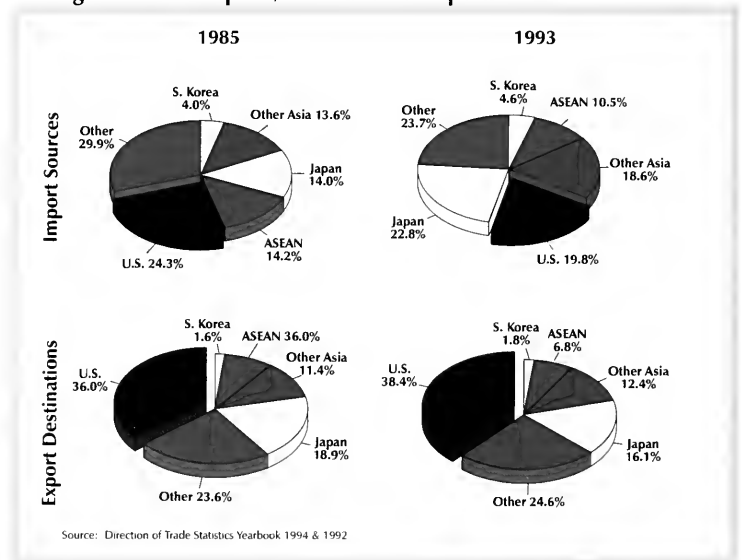 1985 1993
Import Sources
S. Korea
4.0%
Other Asia 13.6%
Japan
14.0%
ASEAN
14.2%
U.S. 24.3%
Other
29.9%
S. Korea
4.6%
ASEAN 10.5%
Other Asia
18.6%
U.S. 19.8%
Japan
22.8%
Other
23.7%
Export Destinations
S. Korea
1.6%
ASEAN 36.0%
Other Asia
11.4%
Japan
18.9%
Other 23.6%
U.S.
36.0%
S. Korea
1.8%
ASEAN
6.8%
Other Asia
12.4%
Japan
16.1%
Other 24.6%
U.S.
38.4%
Source: Direction of Trade Statistics Yearbook 1994 & 1992